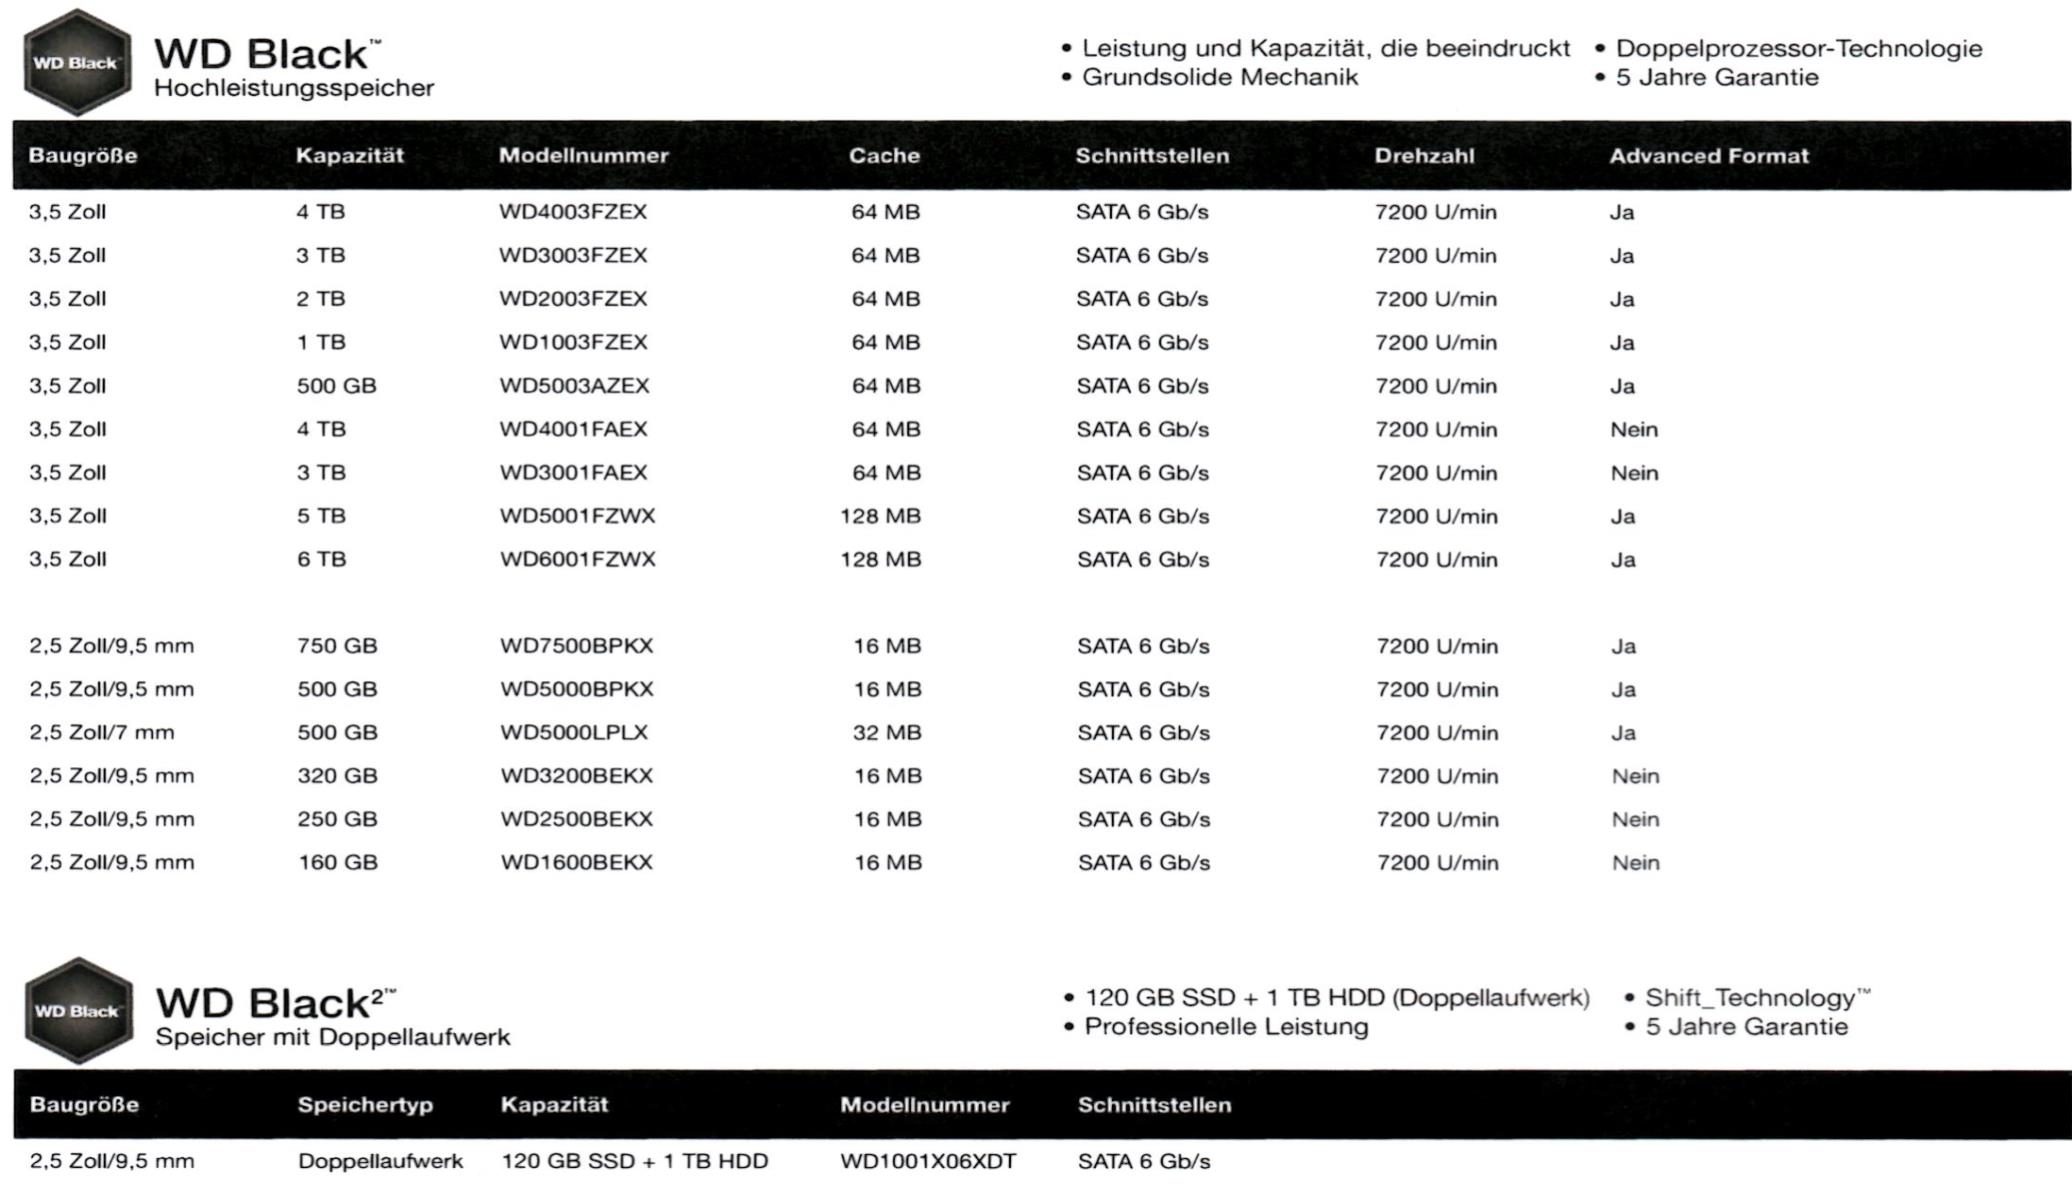 WD Black
WD Black™
Hochleistungsspeicher
• Leistung und Kapazität, die beeindruckt • Doppelprozessor-Technologie
• Grundsolide Mechanik • 5 Jahre Garantie
Baugröße Kapazität Modellnummer Cache Schnittstellen Drehzahl Advanced Format
3,5 Zoll 4 TB WD4003FZEX 64 MB SATA 6 Gb/s 7200 U/min Ja
3,5 Zoll 3 TB WD3003FZEX 64 MB SATA 6 Gb/s 7200 U/min Ja
3,5 Zoll 2 TB WD2003FZEX 64 MB SATA 6 Gb/s 7200 U/min Ja
3,5 Zoll 1 TB WD1003FZEX 64 MB SATA 6 Gb/s 7200 U/min Ja
3,5 Zoll 500 GB WD5003AZEX 64 MB SATA 6 Gb/s 7200 U/min Ja
3,5 Zoll 4 TB WD4001FAEX 64 MB SATA 6 Gb/s 7200 U/min Nein
3,5 Zoll 3 TB WD3001FAEX 64 MB SATA 6 Gb/s 7200 U/min Nein
3,5 Zoll 5 TB WD5001FZWX 128 MB SATA 6 Gb/s 7200 U/min Ja
3,5 Zoll 6 TB WD6001FZWX 128 MB SATA 6 Gb/s 7200 U/min Ja
2,5 Zoll/9,5 mm 750 GB WD7500BPKX 16 MB SATA 6 Gb/s 7200 U/min Ja
2,5 Zoll/9,5 mm 500 GB WD5000BPKX 16 MB SATA 6 Gb/s 7200 U/min Ja
2,5 Zoll/7 mm 500 GB WD5000LPLX 32 MB SATA 6 Gb/s 7200 U/min Ja
2,5 Zoll/9,5 mm 320 GB WD3200BEKX 16 MB SATA 6 Gb/s 7200 U/min Nein
2,5 Zoll/9,5 mm 250 GB WD2500BEKX 16 MB SATA 6 Gb/s 7200 U/min Nein
2,5 Zoll/9,5 mm 160 GB WD1600BEKX 16 MB SATA 6 Gb/s 7200 U/min Nein
WD Black
WD Black²™
Speicher mit Doppellaufwerk
• 120 GB SSD + 1 TB HDD (Doppellaufwerk) • Shift_Technology™
• Professionelle Leistung • 5 Jahre Garantie
Baugröße Speichertyp Kapazität Modellnummer Schnittstellen
2,5 Zoll/9,5 mm Doppellaufwerk 120 GB SSD + 1 TB HDD WD1001X06XDT SATA 6 Gb/s